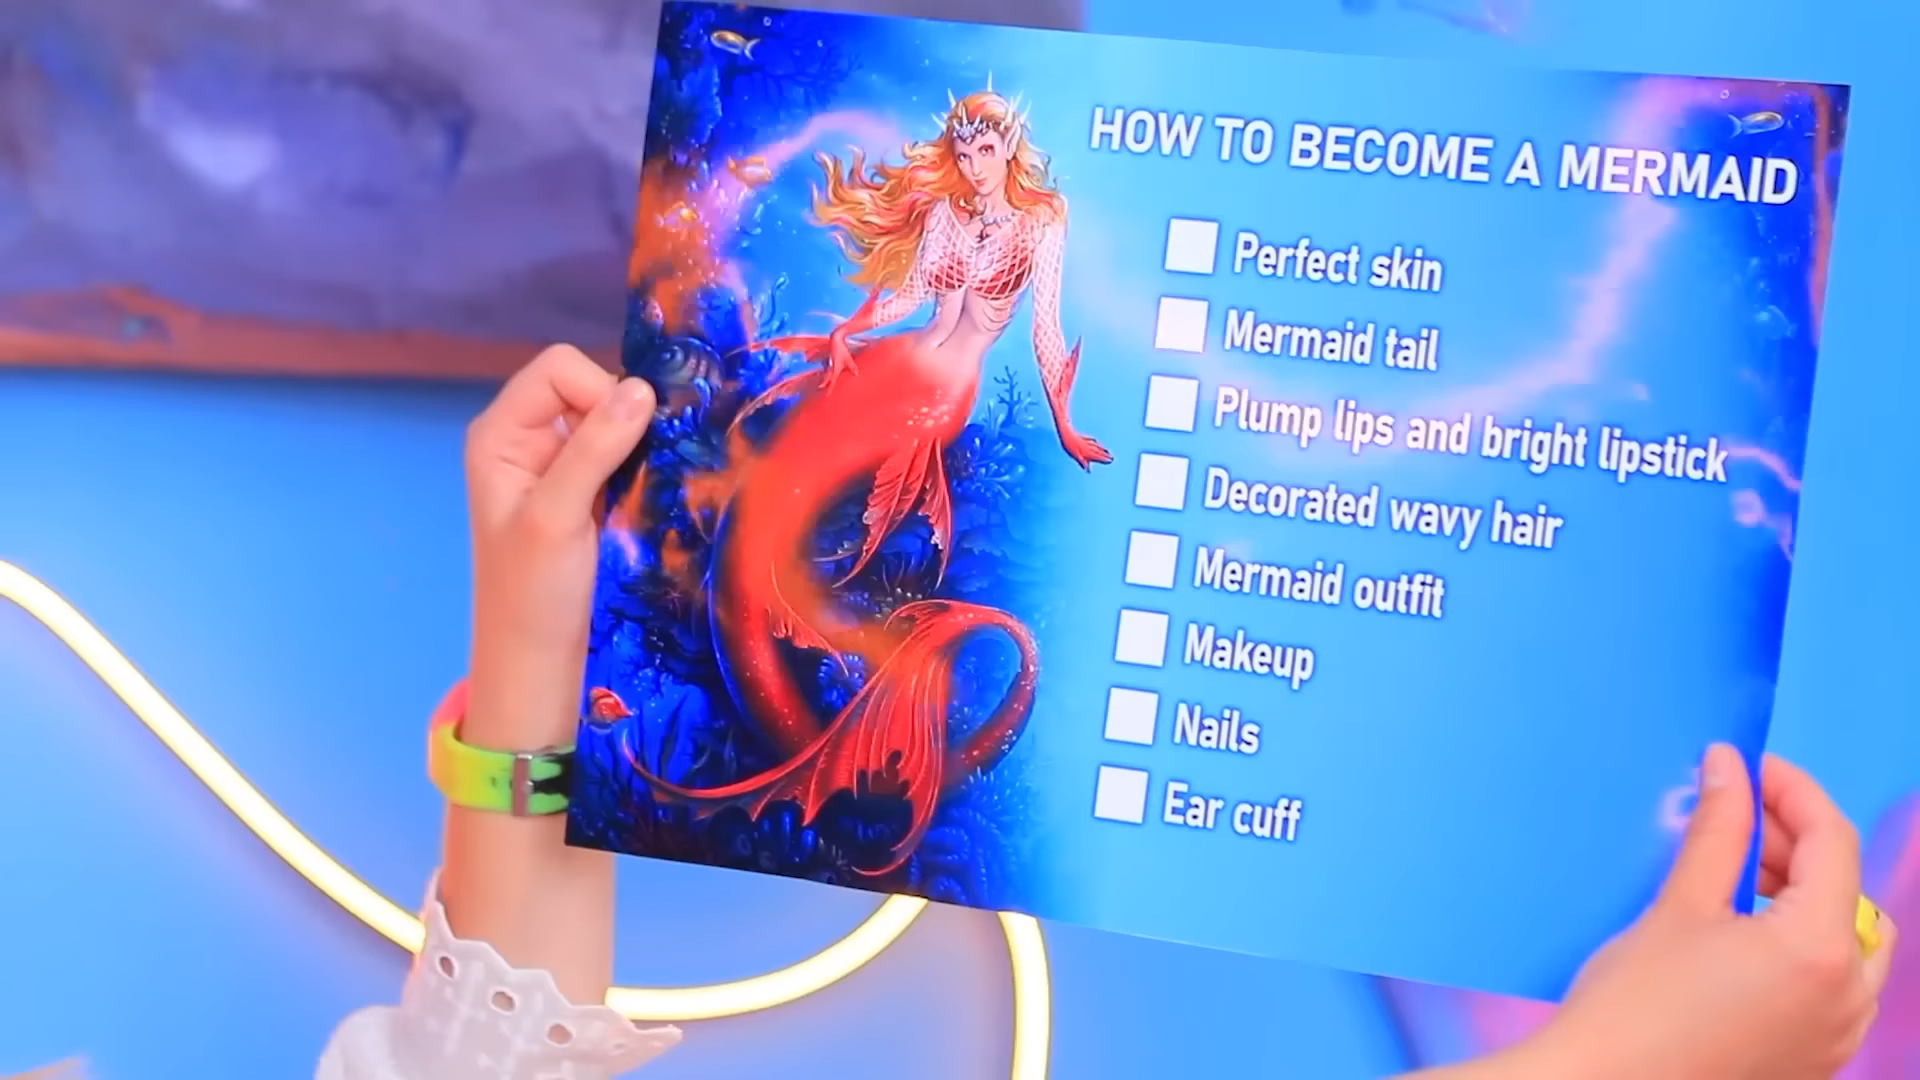 HOW TO BECOME A MERMAID
Perfect skin
Mermaid tail
Plump lips and bright lipstick
Decorated wavy hair
Mermaid outfit
Makeup
Nails
Ear cuff